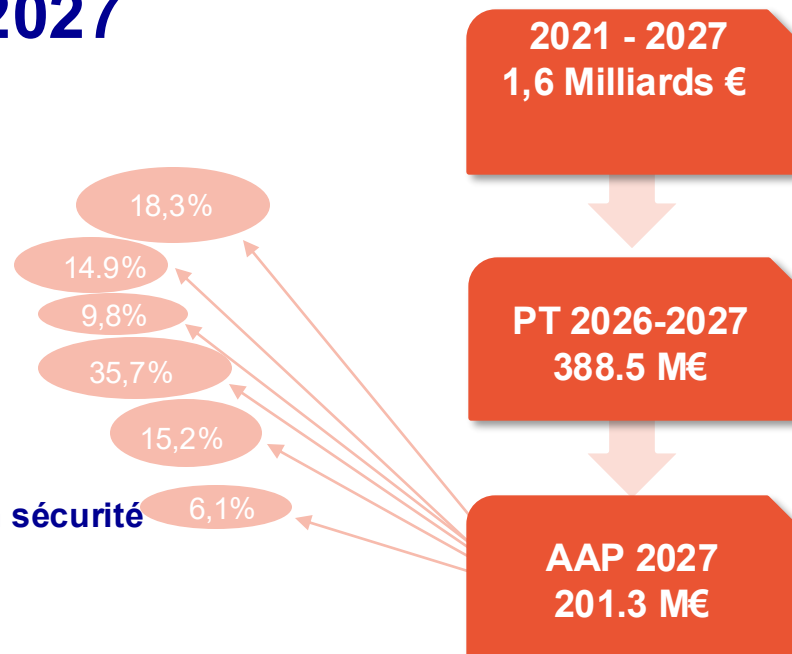 2027
2021 - 2027
1,6 Milliards €
18,3%
14.9%
9,8%
35,7%
15,2%
sécurité 6,1%
PT 2026-2027
388.5 M€
AAP 2027
201.3 M€